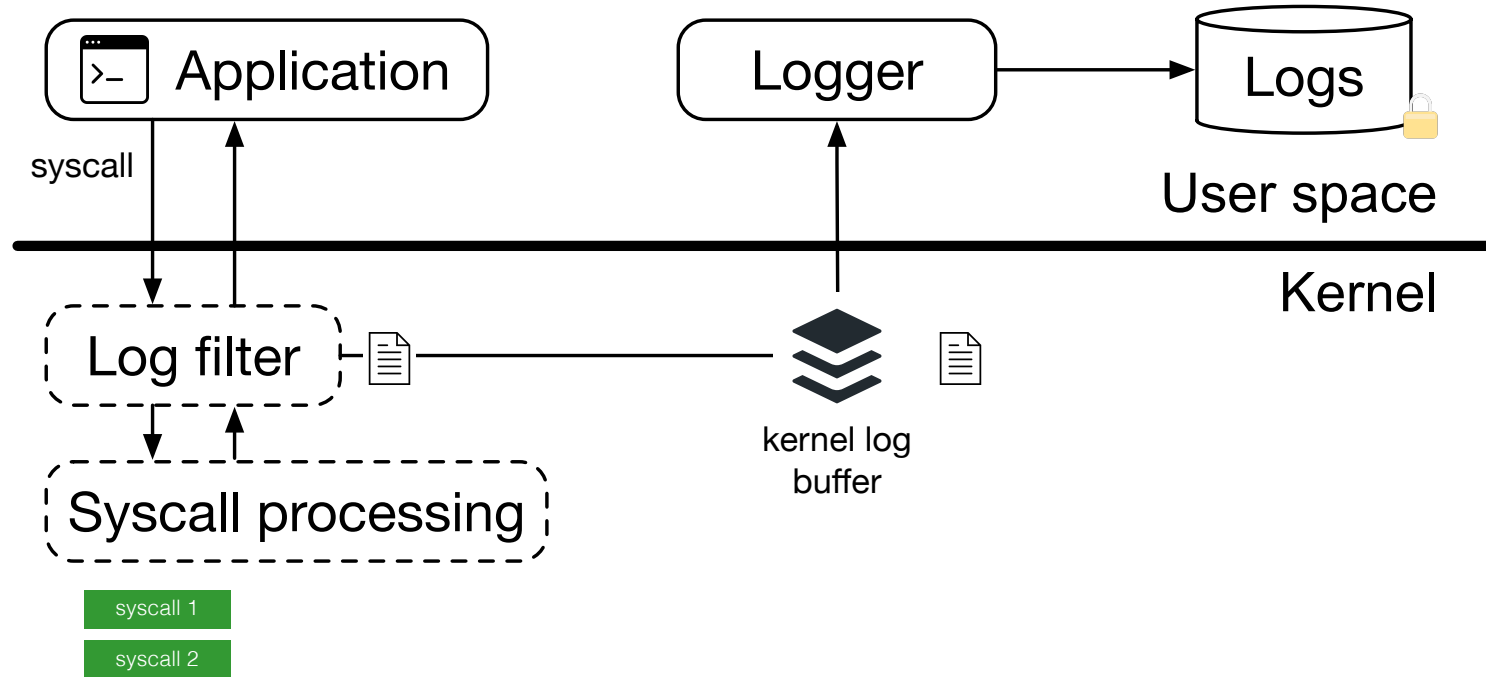 >_ Application
Logger
Logs
syscall
User space
Kernel
Log filter
kernel log
buffer
Syscall processing
syscall 1
syscall 2